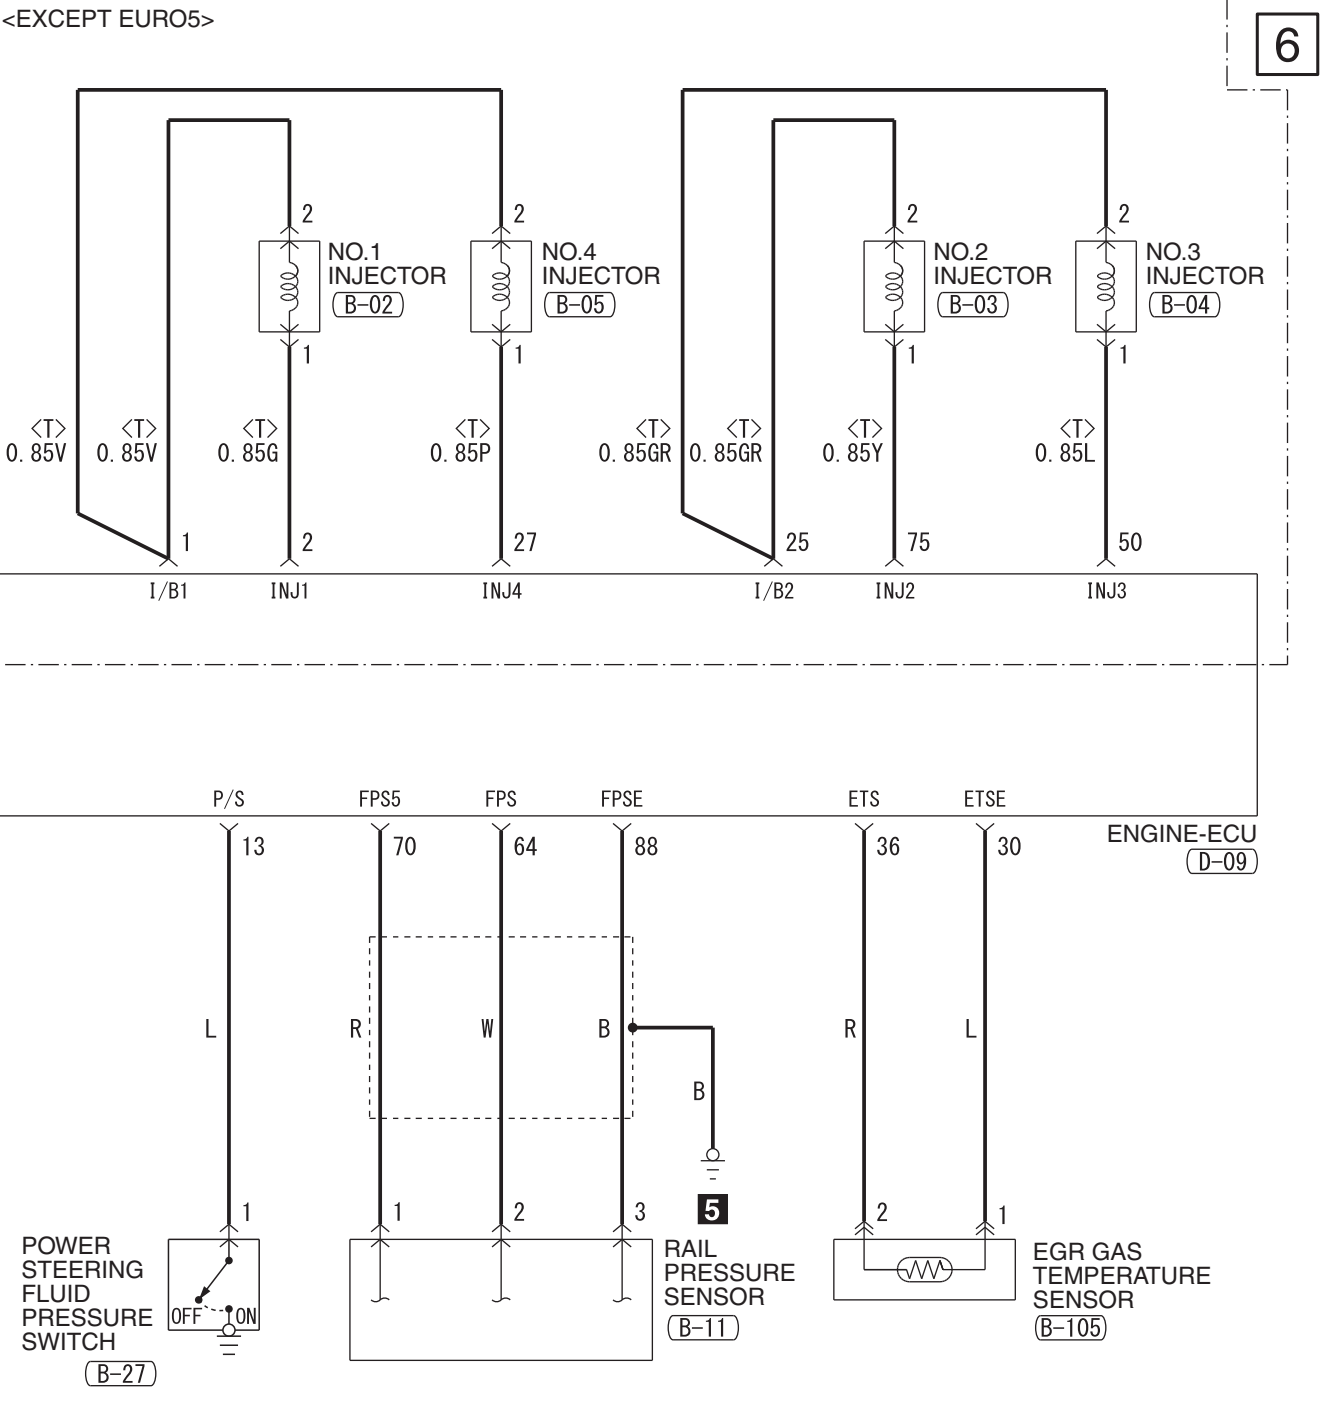 <EXCEPT EURO5>
6
2 2 2 2
NO.1 INJECTOR B-02
NO.4 INJECTOR B-05
NO.2 INJECTOR B-03
NO.3 INJECTOR B-04
1 1 1 1
<T> <T> <T> <T> <T> <T> <T> <T>
0.85V 0.85V 0.85G 0.85P 0.85GR 0.85GR 0.85Y 0.85L
1 2 27 25 75 50
I/B1 INJ1 INJ4 I/B2 INJ2 INJ3
P/S FPS5 FPS FPSE ETS ETSE
13 70 64 88 36 30
ENGINE-ECU
D-09
L R W B R L
B
5
1 1 2 3 2 1
POWER
STEERING
FLUID
PRESSURE
SWITCH
B-27
OFF ON
RAIL
PRESSURE
SENSOR
B-11
EGR GAS
TEMPERATURE
SENSOR
B-105